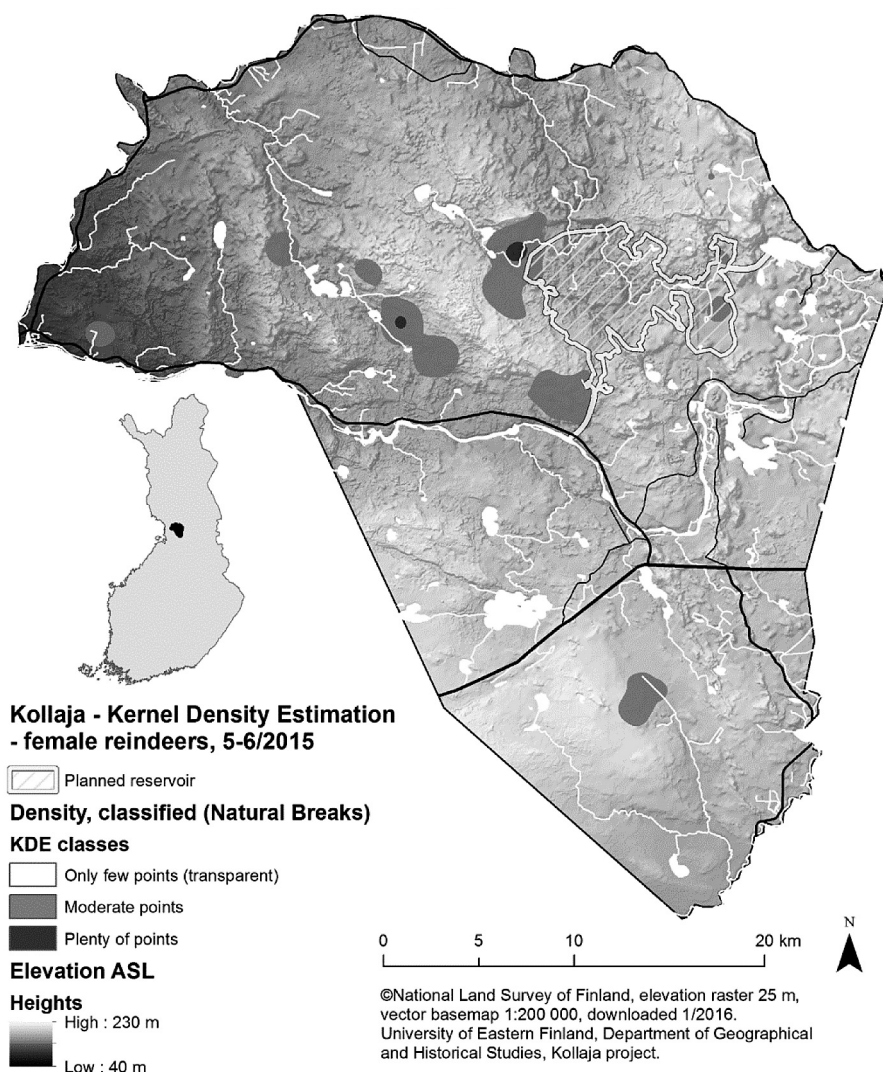 Kollaja - Kernel Density Estimation
- female reindeers, 5-6/2015
Planned reservoir
Density, classified (Natural Breaks)
KDE classes
Only few points (transparent)
Moderate points
Plenty of points
Elevation ASL
Heights
High : 230 m
Low : 40 m
0 5 10 20 km
N
©National Land Survey of Finland, elevation raster 25 m,
vector basemap 1:200 000, downloaded 1/2016.
University of Eastern Finland, Department of Geographical
and Historical Studies, Kollaja project.